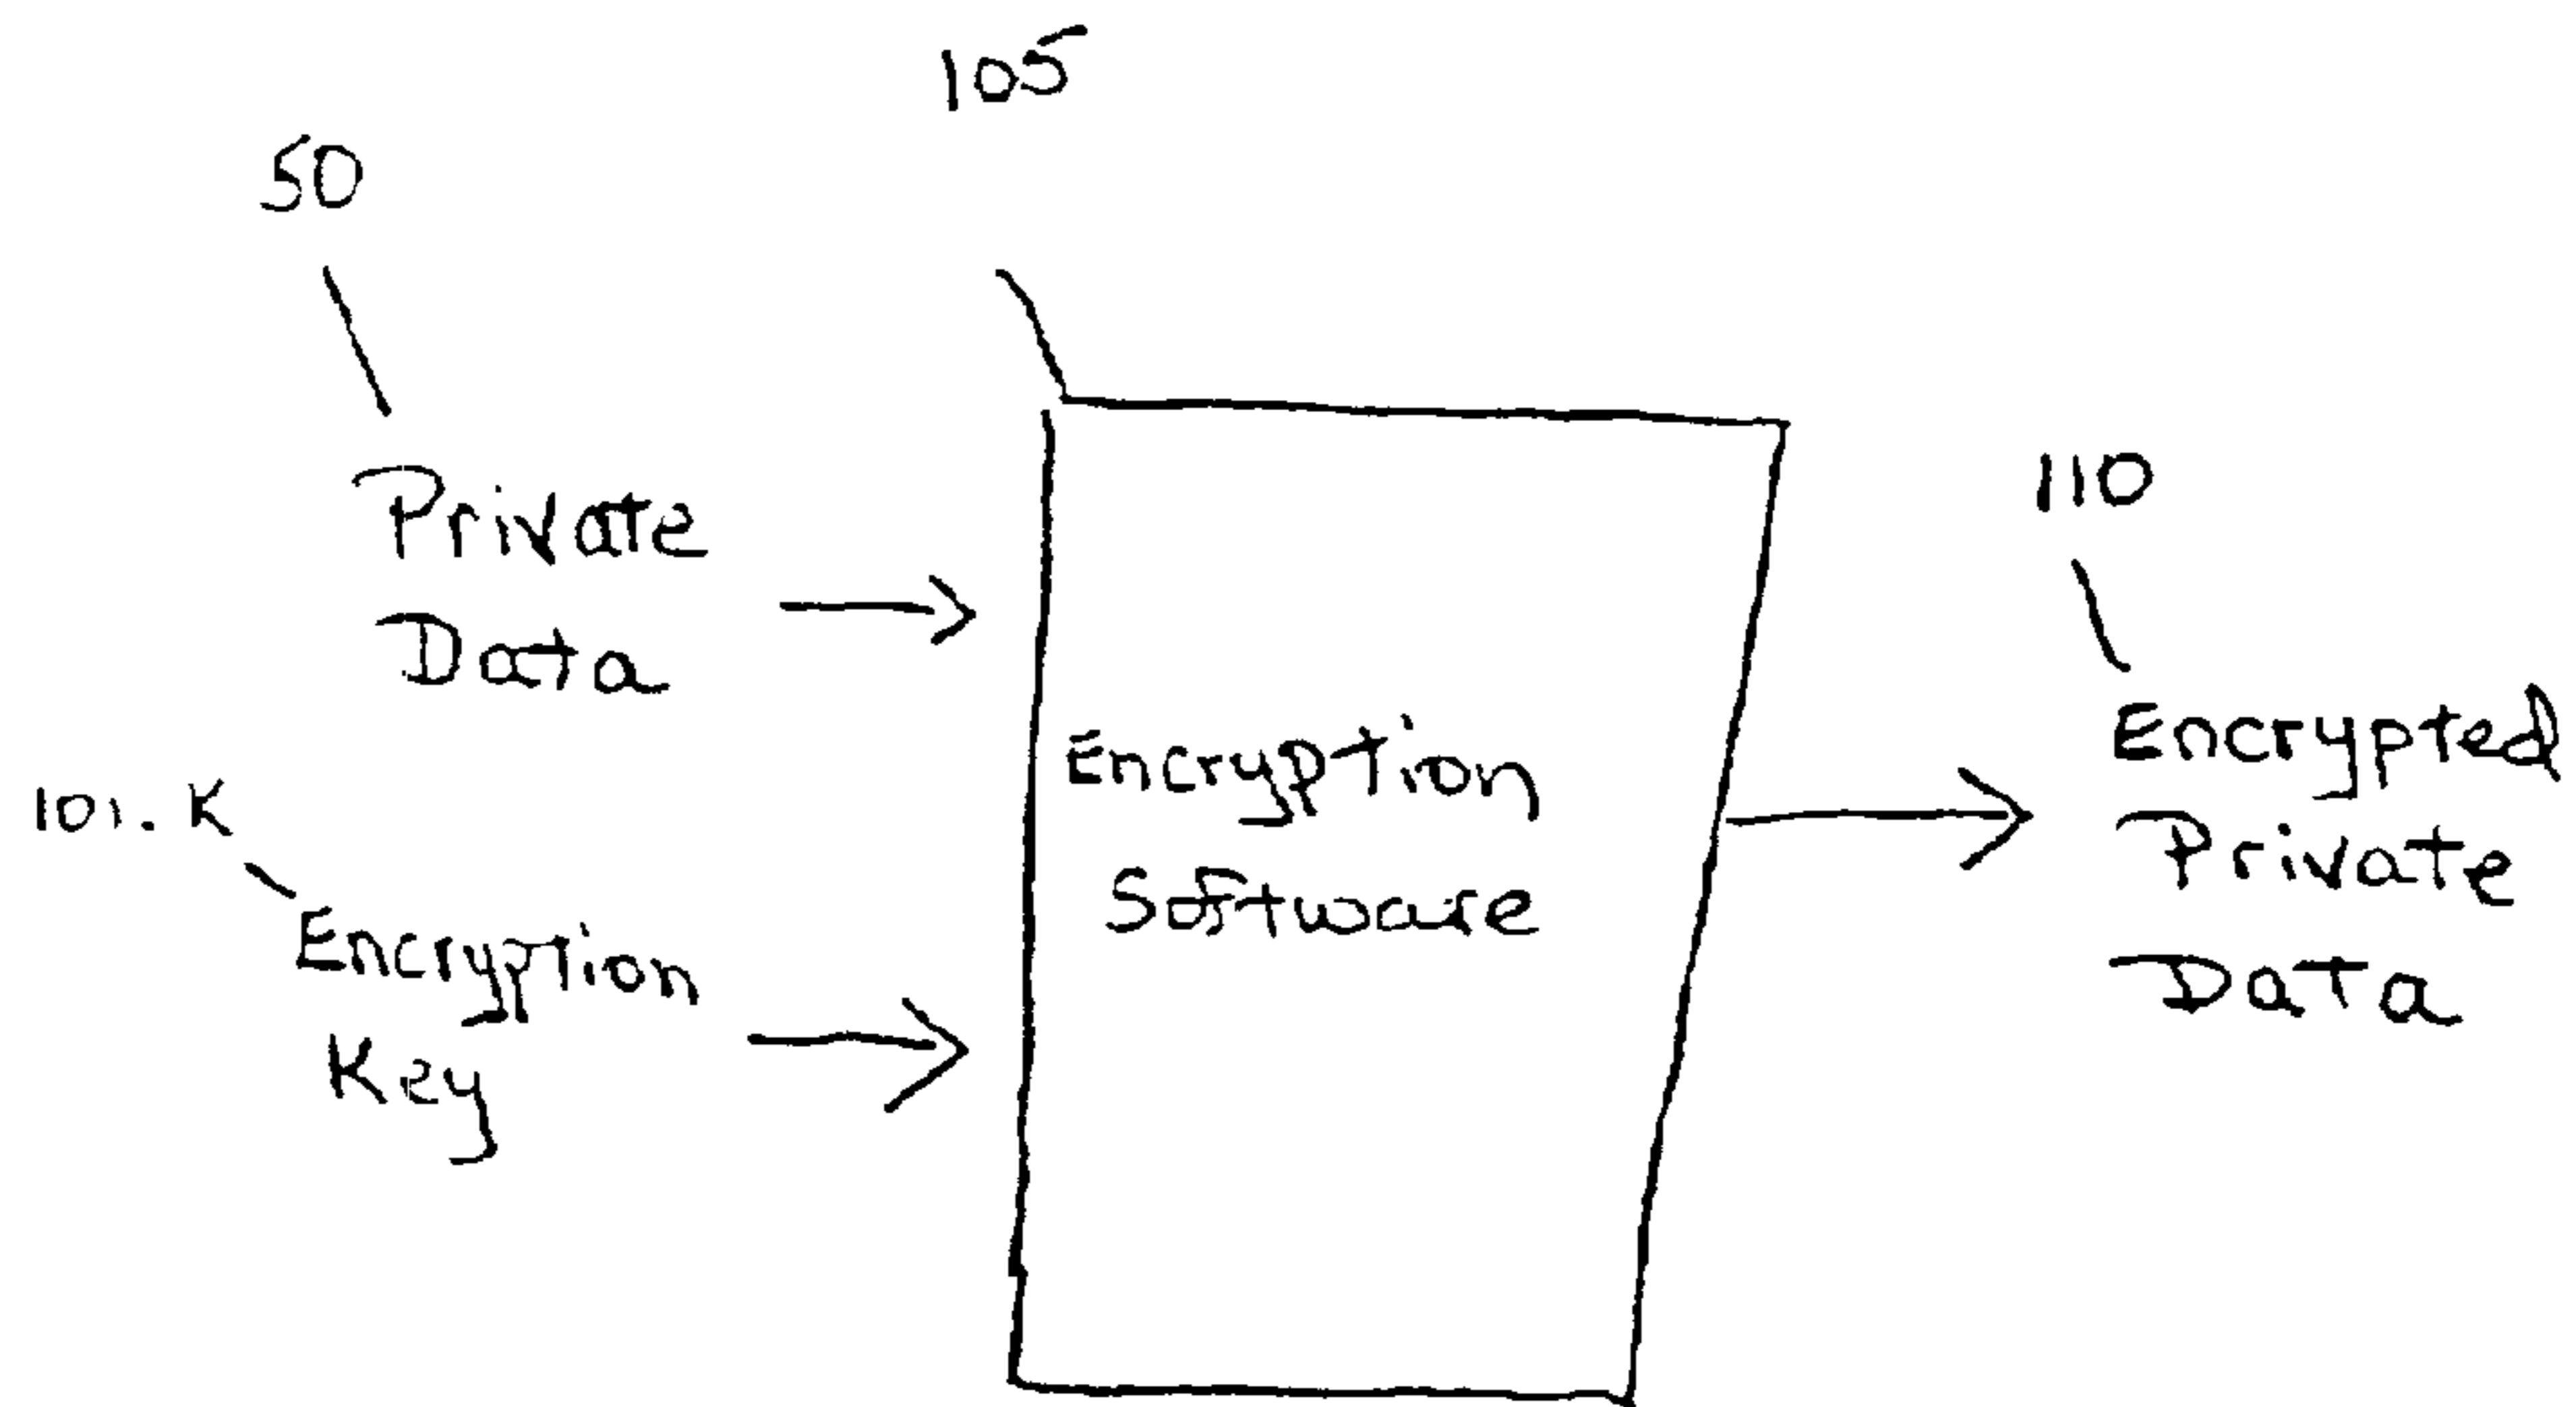 105
50
Private
Data
110
Encrypted
Private
Data
101.K
Encryption
Key
Encryption
Software